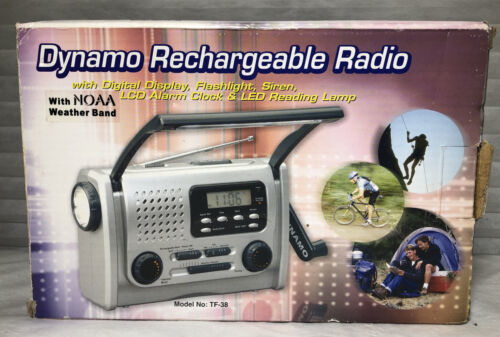 Dynamo Rechargeable Radio
with Digital Display, Flashlight, Siren,
LCD Alarm Clock & LED Reading Lamp
With NOAA
Weather Band
11:06
DYNAMO
Model No: TF-38